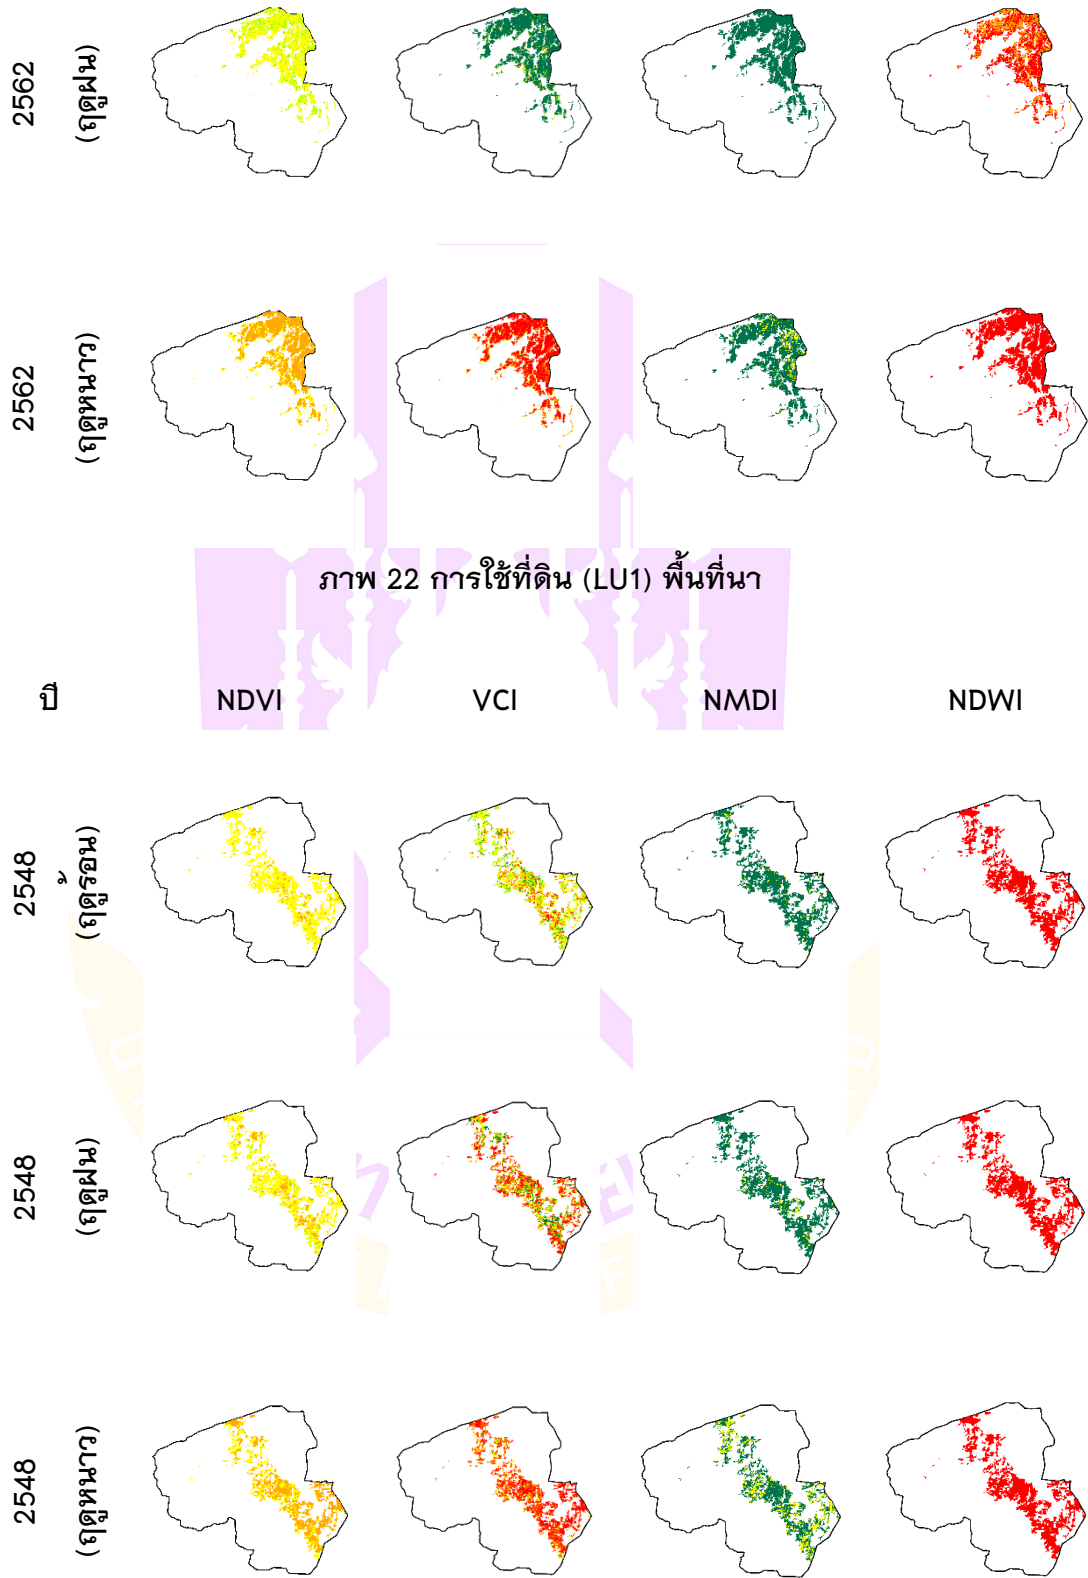 2562
(ฤดูฝน)
2562
(ฤดูหนาว)
ภาพ 22 การใช้ที่ดิน (LU1) พื้นที่นา
ปี NDVI VCI NMDI NDWI
2548
(ฤดูร้อน)
2548
(ฤดูฝน)
2548
(ฤดูหนาว)